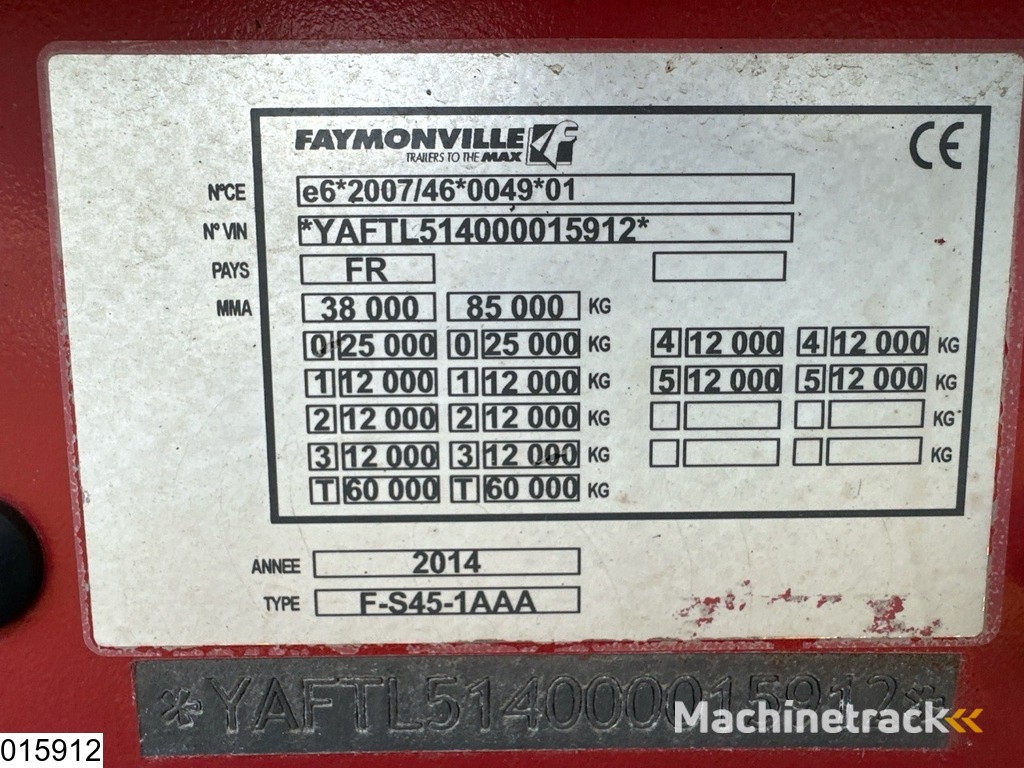 FAYMONVILLE
TRAILERS TO THE MAX
CE
N°CE e6*2007/46*0049*01
N° VIN *YAFTL514000015912*
PAYS FR
MMA 38 000 85 000 KG
0 25 000 0 25 000 KG 4 12 000 4 12 000 KG
1 12 000 1 12 000 KG 5 12 000 5 12 000 KG
2 12 000 2 12 000 KG KG
3 12 000 3 12 000 KG KG
T 60 000 T 60 000 KG
ANNEE 2014
TYPE F-S45-1AAA
*YAFTL514000015912*
Machinetrack
015912